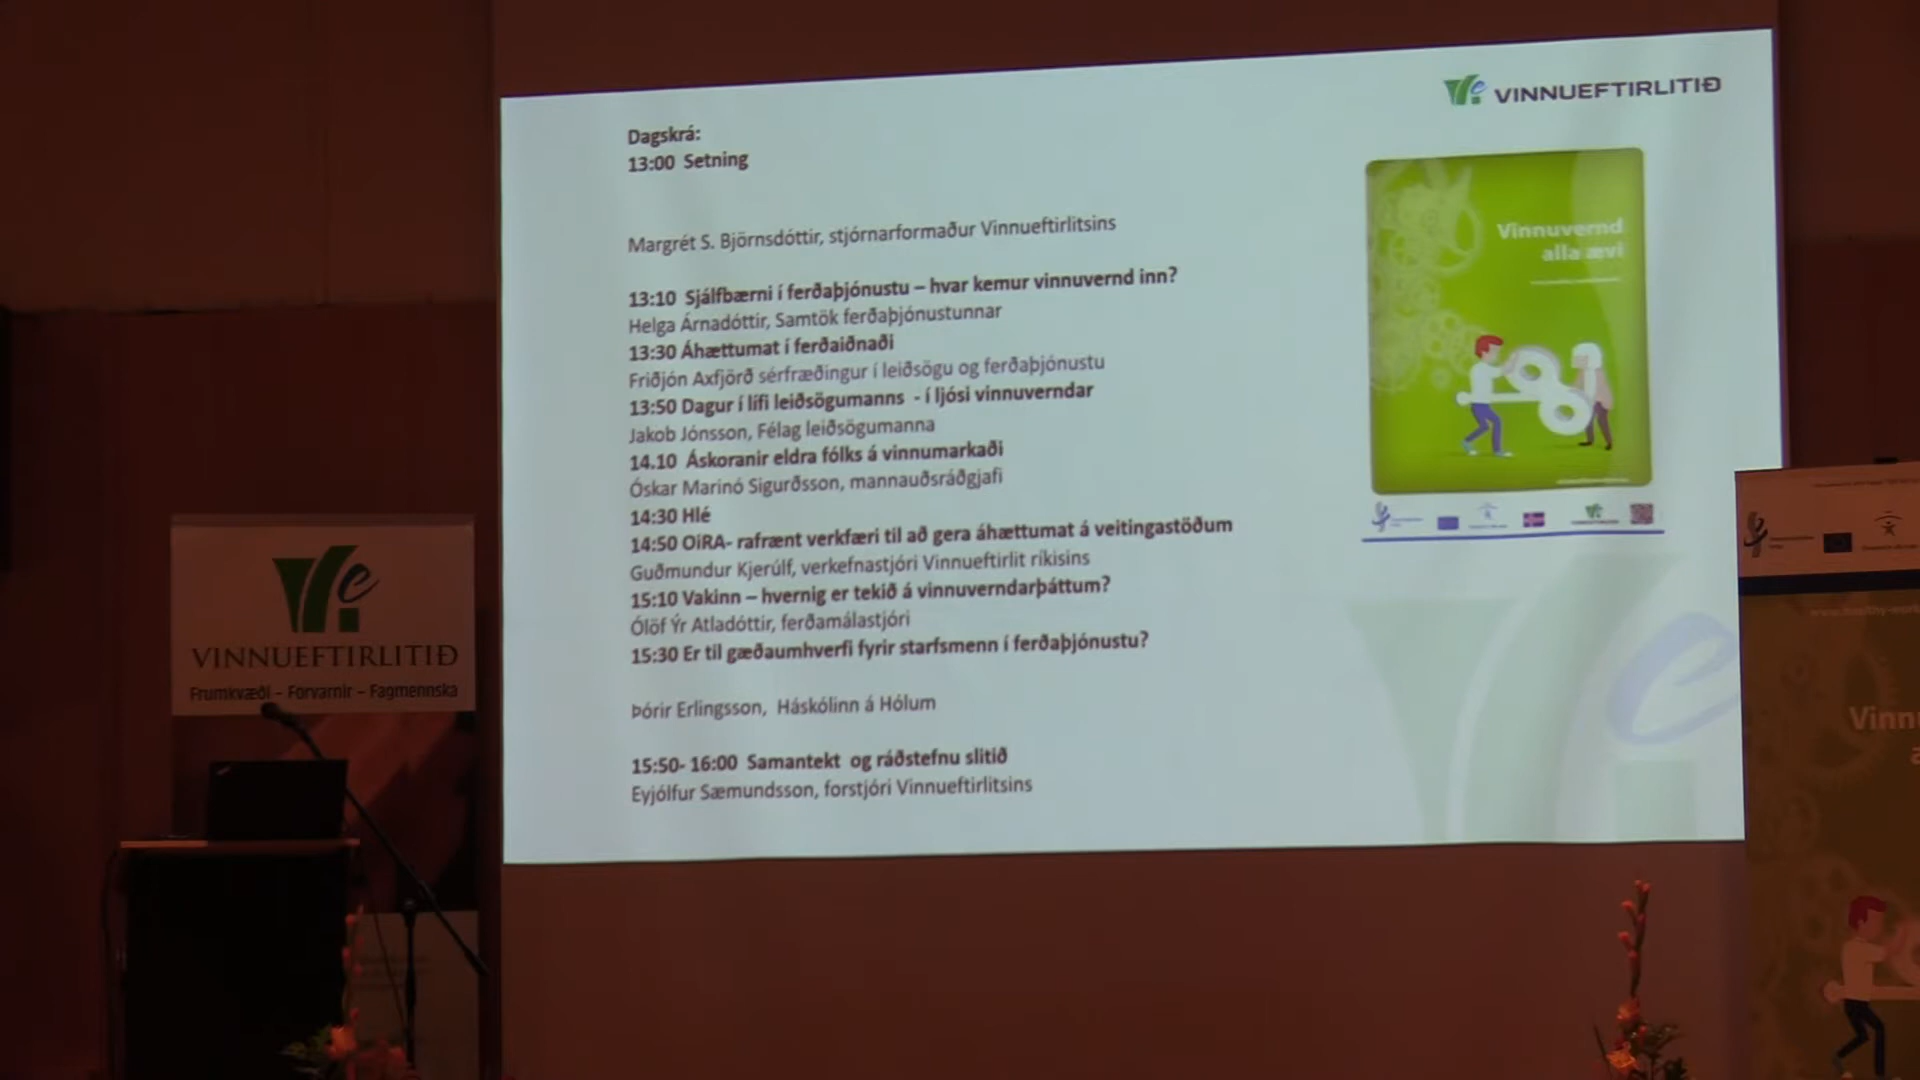 VINNUEFTIRLITIÐ
Dagskrá:
13:00 Setning
Margrét S. Björnsdóttir, stjórnarformaður Vinnueftirlitsins
13:10 Sjálfbærni í ferðaþjónustu – hvar kemur vinnuvernd inn?
Helga Árnadóttir, Samtök ferðaþjónustunnar
13:30 Áhættumat í ferðaiðnaði
Friðjón Axfjörð sérfræðingur í leiðsögu og ferðaþjónustu
13:50 Dagur í lífi leiðsögumanns - í ljósi vinnuverndar
Jakob Jónsson, Félag leiðsögumanna
14.10 Áskoranir eldra fólks á vinnumarkaði
Óskar Marinó Sigurðsson, mannauðsráðgjafi
14:30 Hlé
14:50 OiRA- rafrænt verkfæri til að gera áhættumat á veitingastöðum
Guðmundur Kjerúlf, verkefnastjóri Vinnueftirlit ríkisins
15:10 Vakinn – hvernig er tekið á vinnuverndarþáttum?
Ólöf Ýr Atladóttir, ferðamálastjóri
15:30 Er til gæðaumhverfi fyrir starfsmenn í ferðaþjónustu?
Þórir Erlingsson, Háskólinn á Hólum
15:50- 16:00 Samantekt og ráðstefnu slitið
Eyjólfur Sæmundsson, forstjóri Vinnueftirlitsins
Vinnuvernd
alla ævi
VINNUEFTIRLITIÐ
Frumkvæði – Forvarnir – Fagmennska
Vinn